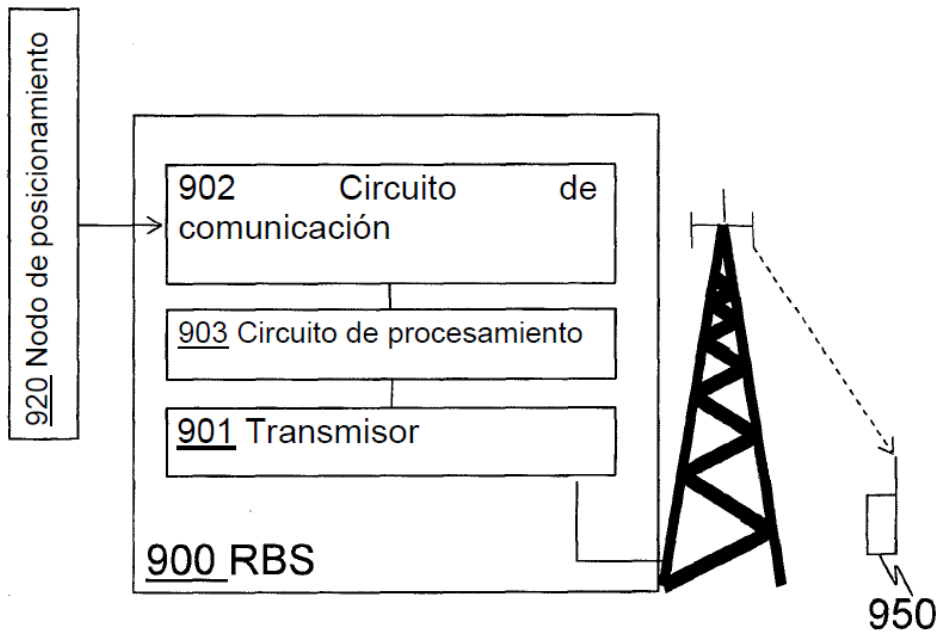 920 Nodo de posicionamiento
902 Circuito de
comunicación
903 Circuito de procesamiento
901 Transmisor
900 RBS
950